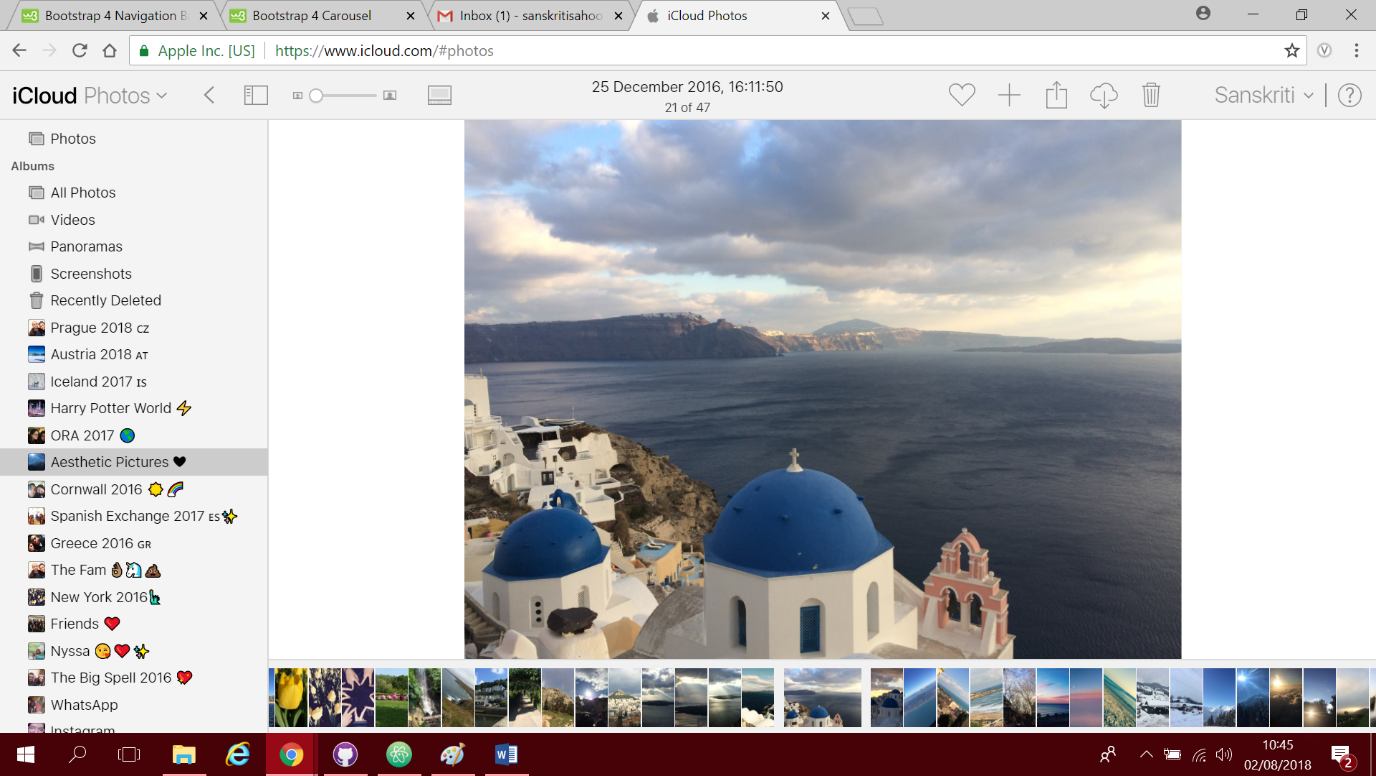 Bootstrap 4 Navigation B
Bootstrap 4 Carousel
Inbox (1) - sanskritisahoo
iCloud Photos
Apple Inc. [US]
https://www.icloud.com/#photos
iCloud Photos
25 December 2016, 16:11:50
21 of 47
Sanskriti
Photos
Albums
All Photos
Videos
Panoramas
Screenshots
Recently Deleted
Prague 2018 CZ
Austria 2018 AT
Iceland 2017 IS
Harry Potter World ⚡
ORA 2017 🌍
Aesthetic Pictures 🖤
Cornwall 2016 ☀️🌈
Spanish Exchange 2017 ES✨
Greece 2016 GR
The Fam 👌🏾🦄💩
New York 2016🗽
Friends ❤️
Nyssa 😘❤️✨
The Big Spell 2016 💘
WhatsApp
Instagram
10:45
02/08/2018
2